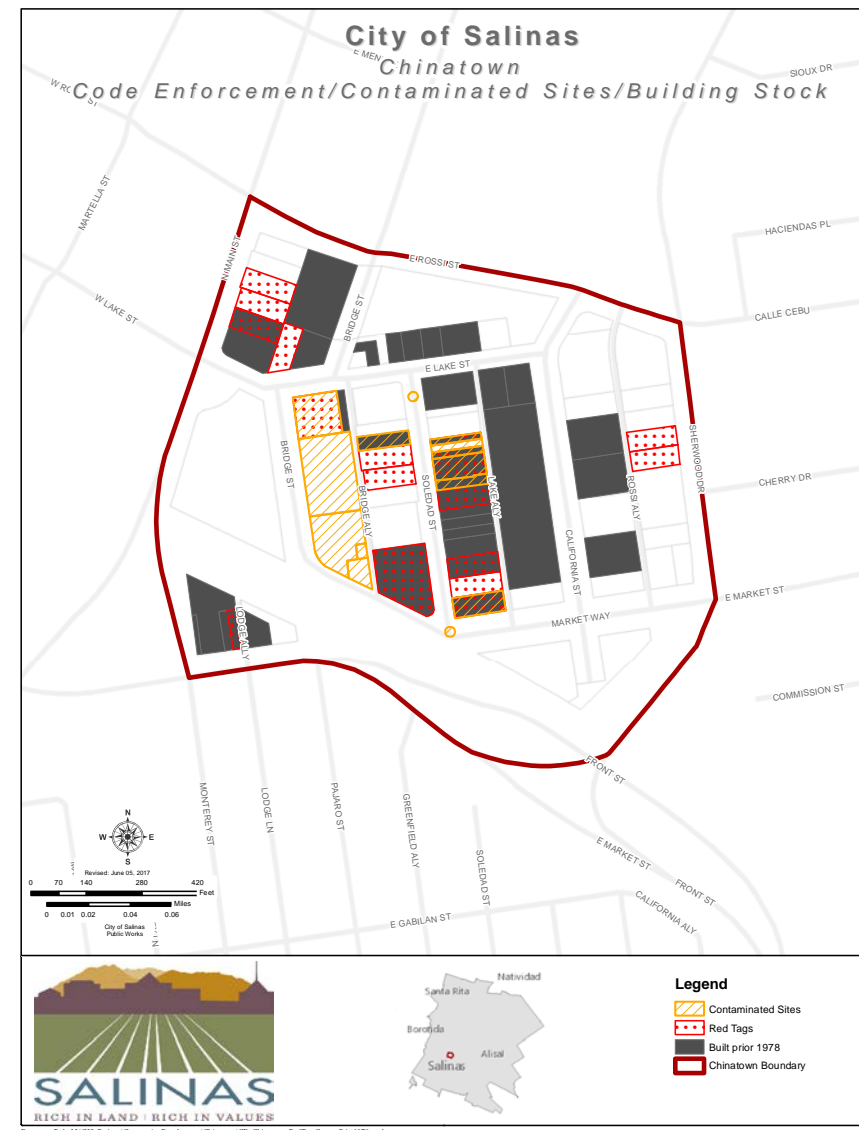 City of Salinas
Chinatown
Code Enforcement/Contaminated Sites/Building Stock
SIOUX DR
MARTELLA ST
HACIENDAS PL
N MAIN ST
E ROSSI ST
W LAKE ST
BRIDGE ST
CALLE CEBU
E LAKE ST
BRIDGE ST
BRIDGE ALY
SOLEDAD ST
LAKE ALY
CALIFORNIA ST
ROSSI ALY
SHERWOOD DR
CHERRY DR
E MARKET ST
MARKET WAY
LODGE ALLY
COMMISSION ST
FRONT ST
MONTEREY ST
LODGE LN
PAJARO ST
GREENFIELD ALY
SOLEDAD ST
E MARKET ST
FRONT ST
CALIFORNIA ALY
E GABILAN ST
N
W E
S
Revised: June 05, 2017
0 70 140 280 420
Feet
Miles
0 0.01 0.02 0.04 0.06
City of Salinas
Public Works
SALINAS
RICH IN LAND | RICH IN VALUES
Natividad
Santa Rita
Boronda
Alisal
Salinas
Legend
Contaminated Sites
Red Tags
Built prior 1978
Chinatown Boundary